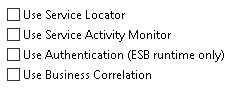 Use Service Locator
Use Service Activity Monitor
Use Authentication (ESB runtime only)
Use Business Correlation